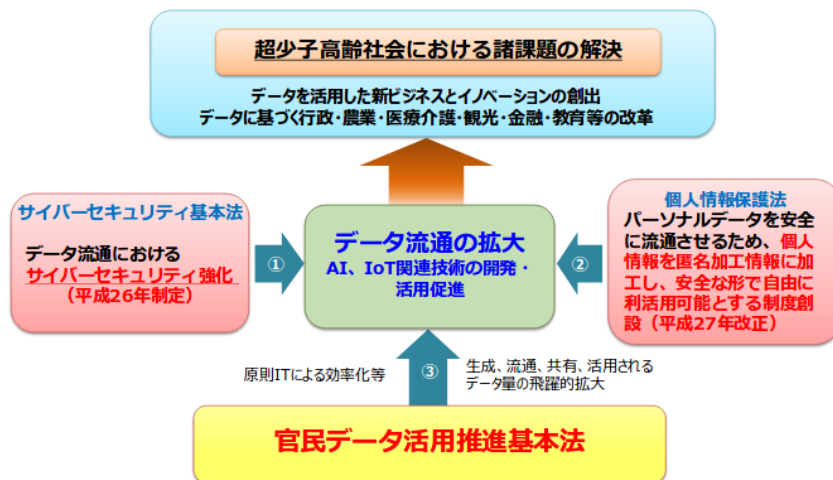 超少子高齢社会における諸課題の解決
データを活用した新ビジネスとイノベーションの創出
データに基づく行政・農業・医療介護・観光・金融・教育等の改革
サイバーセキュリティ基本法
データ流通における
サイバーセキュリティ強化
（平成26年制定）
①
データ流通の拡大
AI、IoT関連技術の開発・
活用促進
②
個人情報保護法
パーソナルデータを安全
に流通させるため、個人
情報を匿名加工情報に加
工し、安全な形で自由に
利活用可能とする制度創
設（平成27年改正）
原則ITによる効率化等
③
生成、流通、共有、活用される
データ量の飛躍的拡大
官民データ活用推進基本法